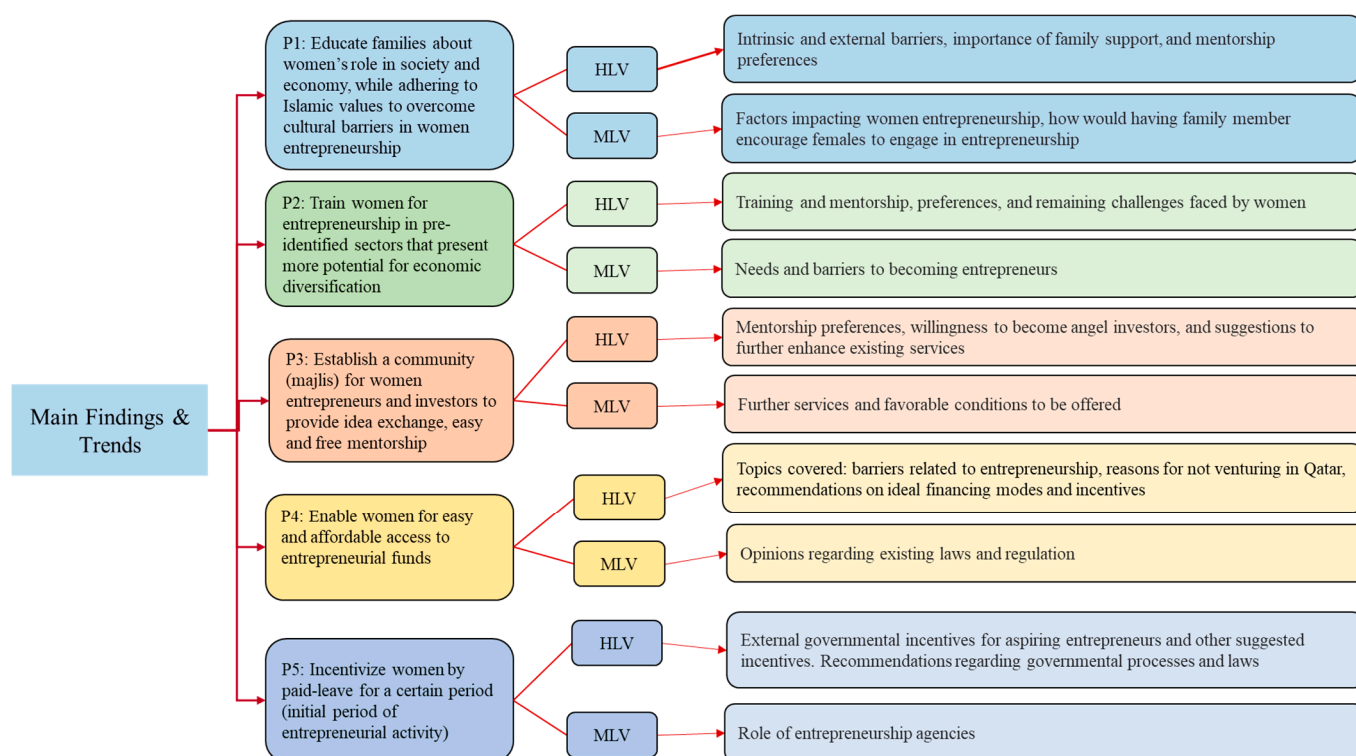 Main Findings &
Trends
P1: Educate families about
women's role in society and
economy, while adhering to
Islamic values to overcome
cultural barriers in women
entrepreneurship
HLV
Intrinsic and external barriers, importance of family support, and mentorship
preferences
MLV
Factors impacting women entrepreneurship, how would having family member
encourage females to engage in entrepreneurship
P2: Train women for
entrepreneurship in pre-
identified sectors that present
more potential for economic
diversification
HLV
Training and mentorship, preferences, and remaining challenges faced by women
MLV
Needs and barriers to becoming entrepreneurs
P3: Establish a community
(majlis) for women
entrepreneurs and investors to
provide idea exchange, easy
and free mentorship
HLV
Mentorship preferences, willingness to become angel investors, and suggestions to
further enhance existing services
MLV
Further services and favorable conditions to be offered
P4: Enable women for easy
and affordable access to
entrepreneurial funds
HLV
Topics covered: barriers related to entrepreneurship, reasons for not venturing in Qatar,
recommendations on ideal financing modes and incentives
MLV
Opinions regarding existing laws and regulation
P5: Incentivize women by
paid-leave for a certain period
(initial period of
entrepreneurial activity)
HLV
External governmental incentives for aspiring entrepreneurs and other suggested
incentives. Recommendations regarding governmental processes and laws
MLV
Role of entrepreneurship agencies